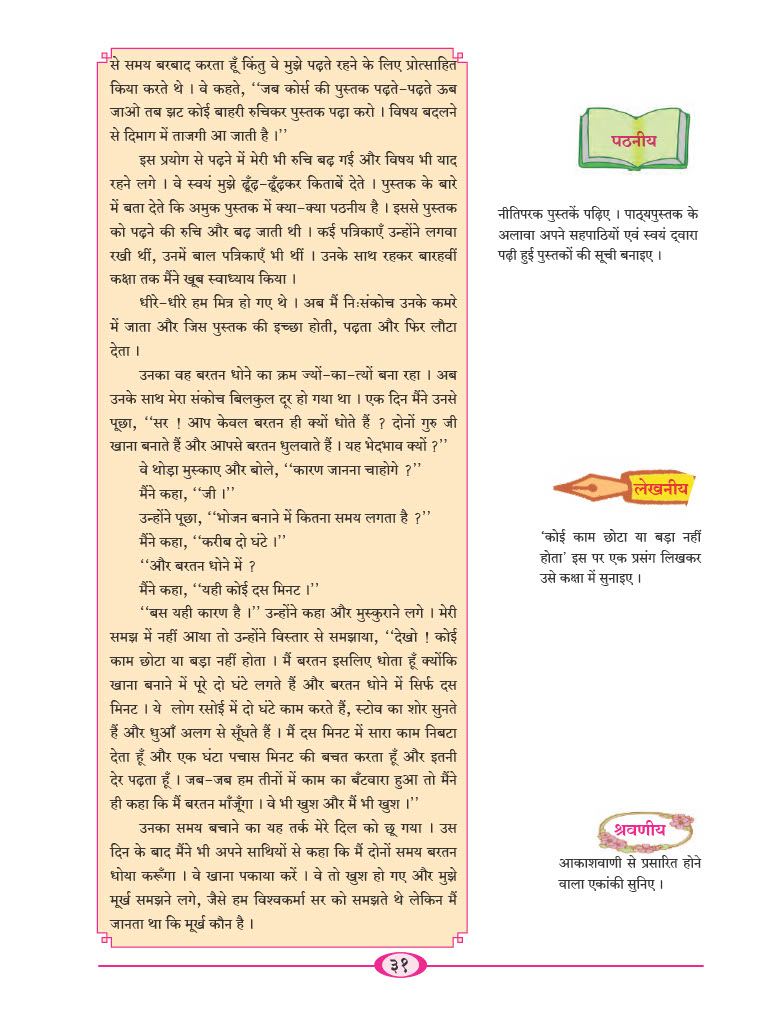 से समय बरबाद करता हूँ किंतु वे मुझे पढ़ते रहने के लिए प्रोत्साहित
किया करते थे । वे कहते, ‘‘जब कोर्स की पुस्तक पढ़ते-पढ़ते ऊब
जाओ तब झट कोई बाहरी रुचिकर पुस्तक पढ़ा करो । विषय बदलने
से दिमाग में ताजगी आ जाती है ।’’
इस प्रयोग से पढ़ने में मेरी भी रुचि बढ़ गई और विषय भी याद
रहने लगे । वे स्वयं मुझे ढूँढ़-ढूँढ़कर किताबें देते । पुस्तक के बारे
में बता देते कि अमुक पुस्तक में क्या-क्या पठनीय है । इससे पुस्तक
को पढ़ने की रुचि और बढ़ जाती थी । कई पत्रिकाएँ उन्होंने लगवा
रखी थीं, उनमें बाल पत्रिकाएँ भी थीं । उनके साथ रहकर बारहवीं
कक्षा तक मैंने खूब स्वाध्याय किया ।
धीरे-धीरे हम मित्र हो गए थे । अब मैं निःसंकोच उनके कमरे
में जाता और जिस पुस्तक की इच्छा होती, पढ़ता और फिर लौटा
देता ।
उनका वह बरतन धोने का क्रम ज्यों-का-त्यों बना रहा । अब
उनके साथ मेरा संकोच बिलकुल दूर हो गया था । एक दिन मैंने उनसे
पूछा, ‘‘सर ! आप केवल बरतन ही क्यों धोते हैं ? दोनों गुरु जी
खाना बनाते हैं और आपसे बरतन धुलवाते हैं । यह भेदभाव क्यों ?’’
वे थोड़ा मुस्काए और बोले, ‘‘कारण जानना चाहोगे ?’’
मैंने कहा, ‘‘जी ।’’
उन्होंने पूछा, ‘‘भोजन बनाने में कितना समय लगता है ?’’
मैंने कहा, ‘‘करीब दो घंटे ।’’
‘‘और बरतन धोने में ?
मैंने कहा, ‘‘यही कोई दस मिनट ।’’
‘‘बस यही कारण है ।’’ उन्होंने कहा और मुस्कुराने लगे । मेरी
समझ में नहीं आया तो उन्होंने विस्तार से समझाया, ‘‘देखो ! कोई
काम छोटा या बड़ा नहीं होता । मैं बरतन इसलिए धोता हूँ क्योंकि
खाना बनाने में पूरे दो घंटे लगते हैं और बरतन धोने में सिर्फ दस
मिनट । ये लोग रसोई में दो घंटे काम करते हैं, स्टोव का शोर सुनते
हैं और धुआँ अलग से सूँघते हैं । मैं दस मिनट में सारा काम निबटा
देता हूँ और एक घंटा पचास मिनट की बचत करता हूँ और इतनी
देर पढ़ता हूँ । जब-जब हम तीनों में काम का बँटवारा हुआ तो मैंने
ही कहा कि मैं बरतन माँजूँगा । वे भी खुश और मैं भी खुश ।’’
उनका समय बचाने का यह तर्क मेरे दिल को छू गया । उस
दिन के बाद मैंने भी अपने साथियों से कहा कि मैं दोनों समय बरतन
धोया करूँगा । वे खाना पकाया करें । वे तो खुश हो गए और मुझे
मूर्ख समझने लगे, जैसे हम विश्वकर्मा सर को समझते थे लेकिन मैं
जानता था कि मूर्ख कौन है ।
पठनीय
नीतिपरक पुस्तकें पढ़िए । पाठ्यपुस्तक के
अलावा अपने सहपाठियों एवं स्वयं द्‌वारा
पढ़ी हुई पुस्तकों की सूची बनाइए ।
लेखनीय
‘कोई काम छोटा या बड़ा नहीं
होता’ इस पर एक प्रसंग लिखकर
उसे कक्षा में सुनाइए ।
श्रवणीय
आकाशवाणी से प्रसारित होने
वाला एकांकी सुनिए ।
३१